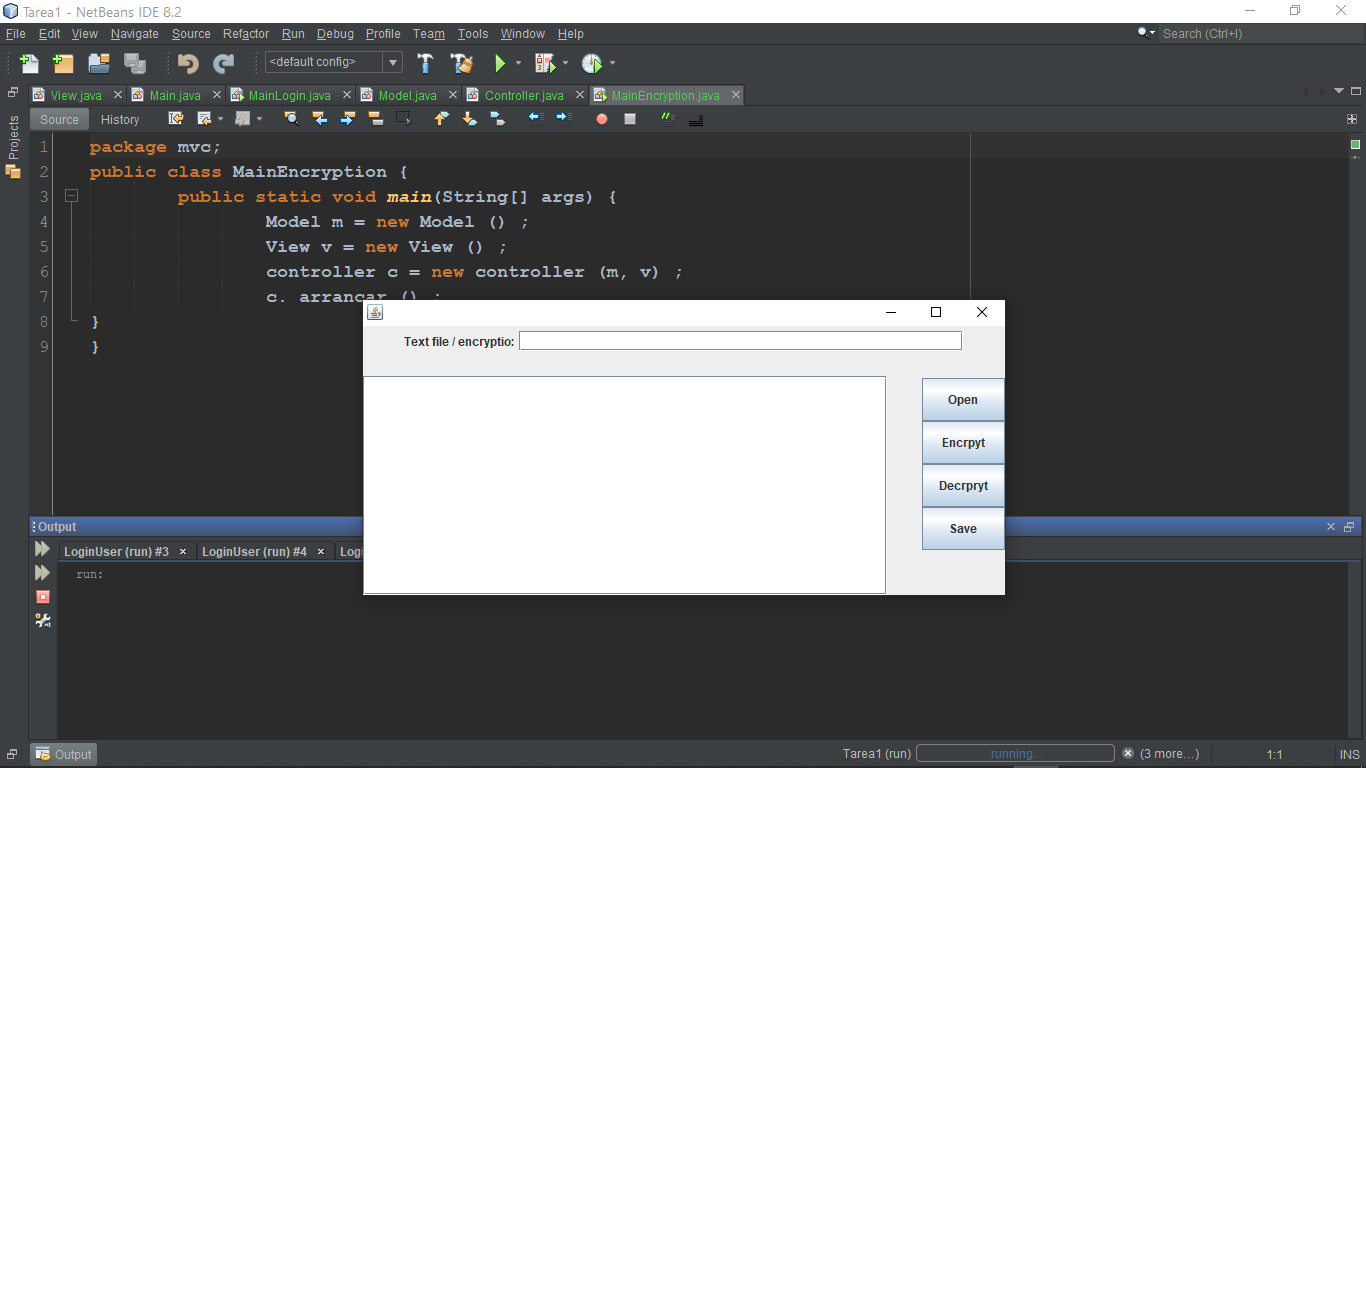 Tarea1 - NetBeans IDE 8.2
File Edit View Navigate Source Refactor Run Debug Profile Team Tools Window Help
Search (Ctrl+I)
<default config>
View.java Main.java MainLogin.java Model.java Controller.java MainEncryption.java
Source History
Projects
1 package mvc;
2 public class MainEncryption {
3 public static void main(String[] args) {
4 Model m = new Model () ;
5 View v = new View () ;
6 controller c = new controller (m, v) ;
7 c. arrancar () ;
8 }
9 }
Text file / encryptio:
Open
Encrpyt
Decrpryt
Save
Output
LoginUser (run) #3 LoginUser (run) #4 Logi
run:
Output
Tarea1 (run) running... (3 more...) 1:1 INS